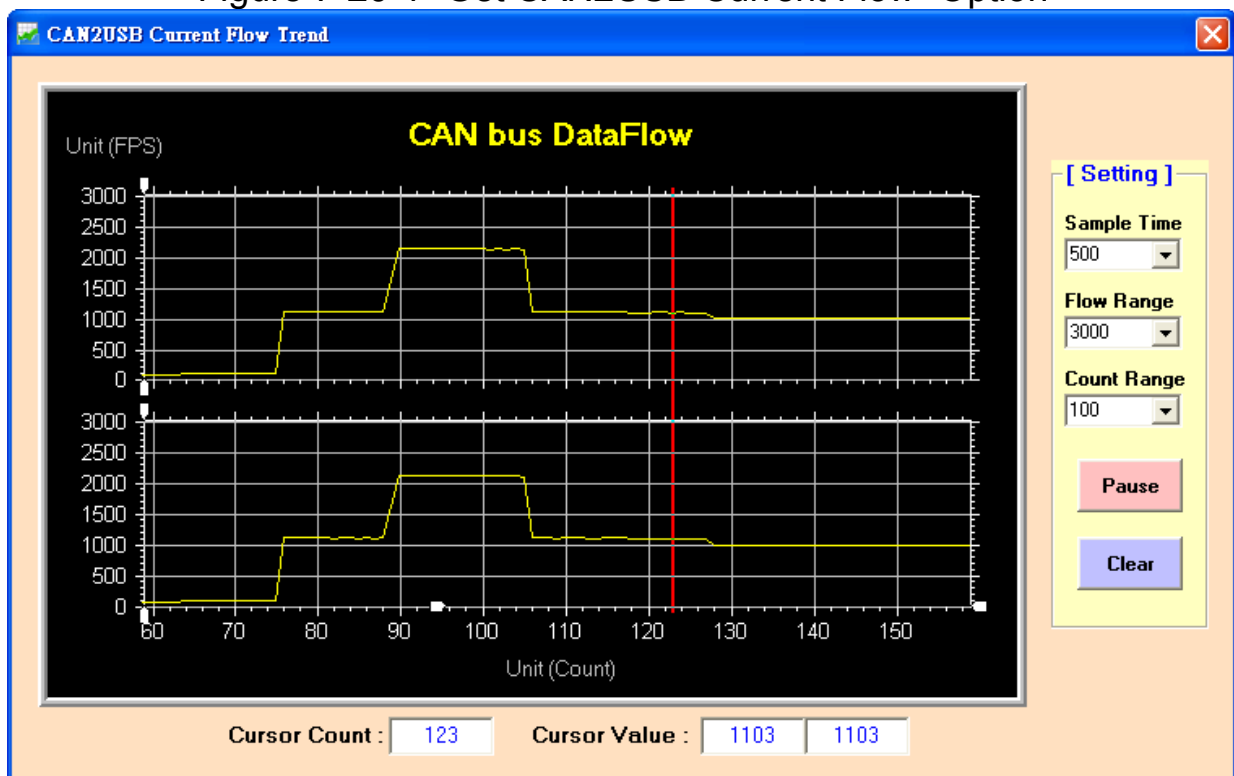 CAN2USB Current Flow Trend
CAN bus DataFlow
Unit (FPS)
3000
2500
2000
1500
1000
500
0
3000
2500
2000
1500
1000
500
0
60 70 80 90 100 110 120 130 140 150
Unit (Count)
[ Setting ]
Sample Time
500
Flow Range
3000
Count Range
100
Pause
Clear
Cursor Count : 123 Cursor Value : 1103 1103